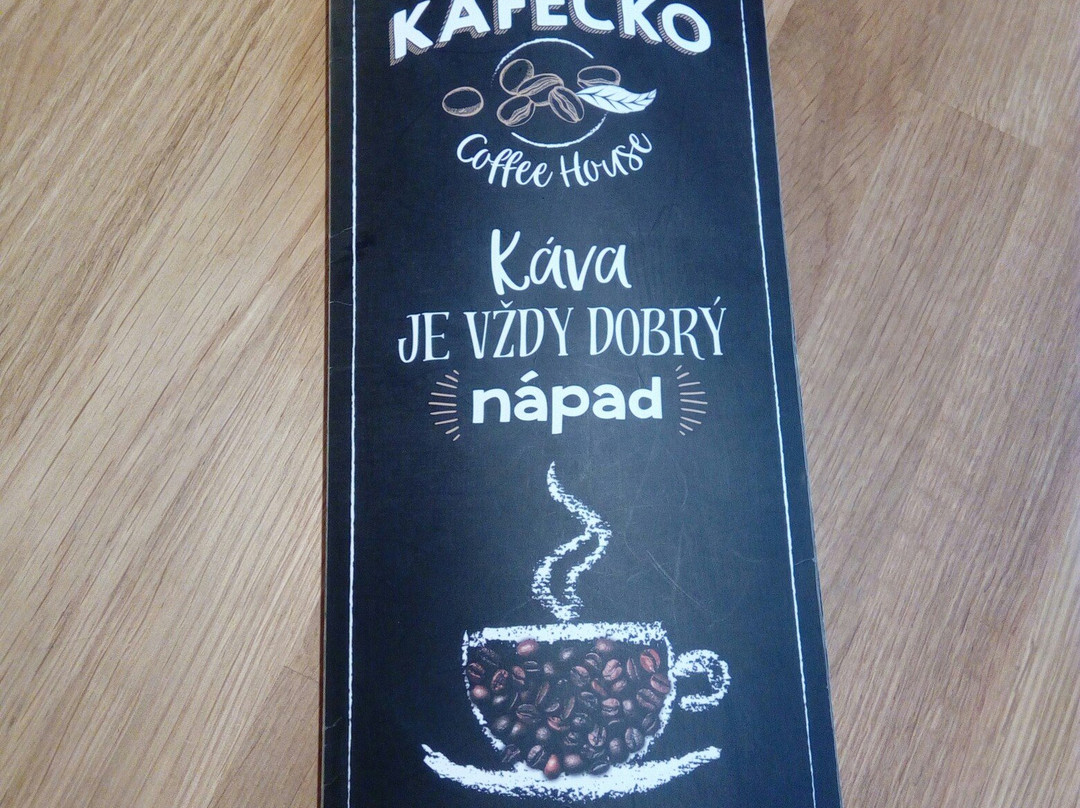 KAFEČKO
Coffee House
Káva
JE VŽDY DOBRÝ
nápad